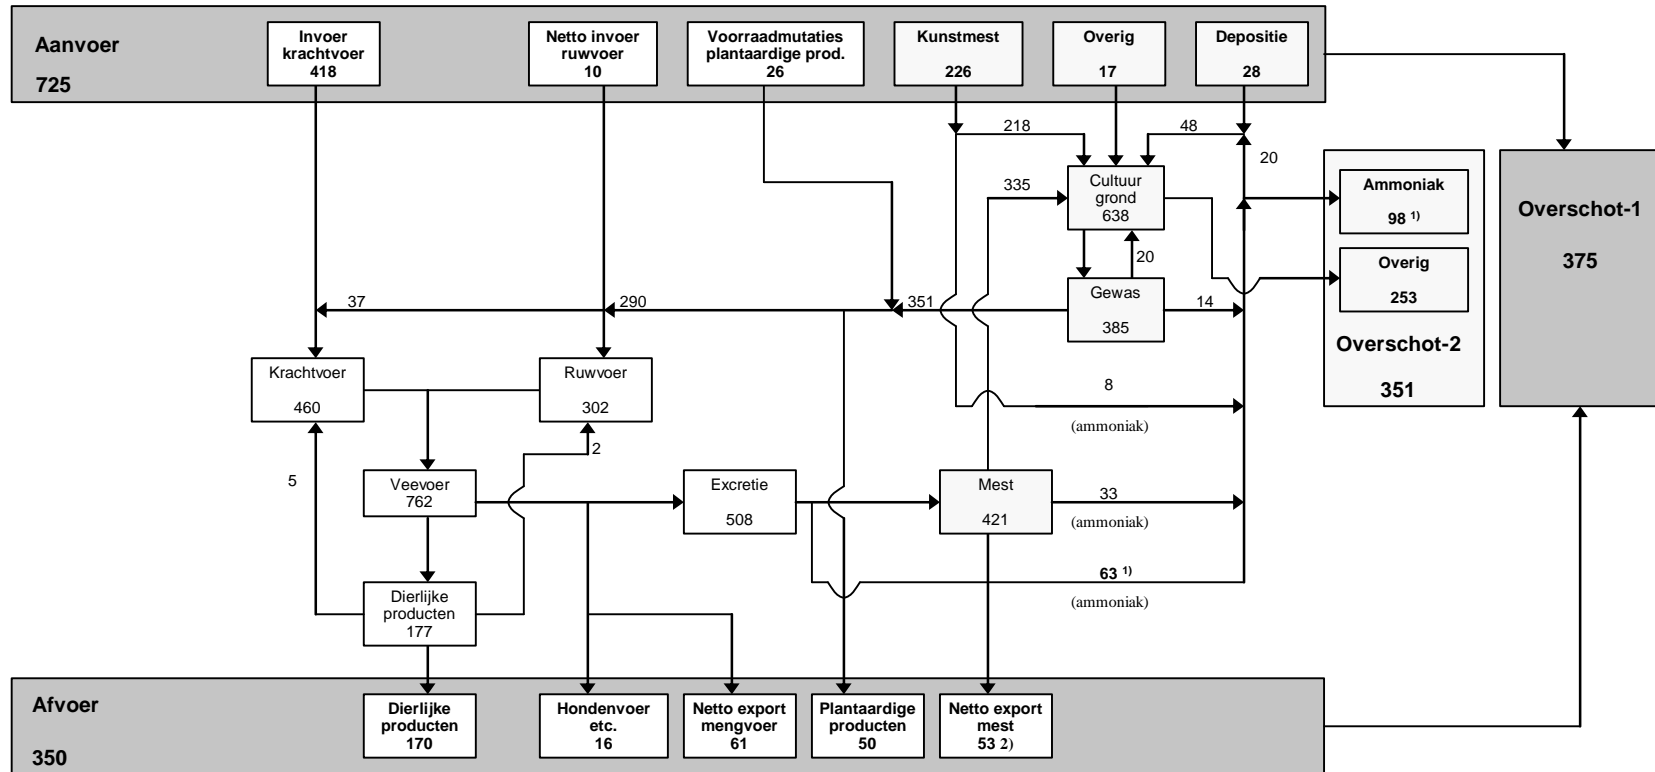 Aanvoer
725
Invoer
krachtvoer
418
Netto invoer
ruwvoer
10
Voorraadmutaties
plantaardige prod.
26
Kunstmest
226
Overig
17
Depositie
28
218
48
20
335
Cultuur
grond
638
20
Ammoniak
98 1)
Overig
253
Overschot-2
351
Overschot-1
375
37
290
351
Gewas
385
14
Krachtvoer
460
Ruwvoer
302
8
(ammoniak)
5
2
Veevoer
762
Excretie
508
Mest
421
33
(ammoniak)
63 1)
(ammoniak)
Dierlijke
producten
177
Afvoer
350
Dierlijke
producten
170
Hondenvoer
etc.
16
Netto export
mengvoer
61
Plantaardige
producten
50
Netto export
mest
53 2)